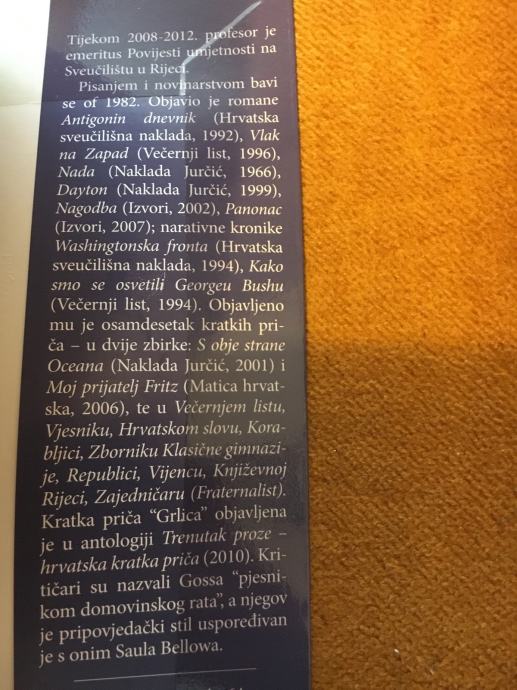 Tijekom 2008-2012. profesor je
emeritus Povijesti umjetnosti na
Sveučilištu u Rijeci.
Pisanjem i novinarstvom bavi
se of 1982. Objavio je romane
Antigonin dnevnik (Hrvatska
sveučilišna naklada, 1992), Vlak
na Zapad (Večernji list, 1996),
Nada (Naklada Jurčić, 1966),
Dayton (Naklada Jurčić, 1999),
Nagodba (Izvori, 2002), Panonac
(Izvori, 2007); narativne kronike
Washingtonska fronta (Hrvatska
sveučilišna naklada, 1994), Kako
smo se osvetili Georgeu Bushu
(Večernji list, 1994). Objavljeno
mu je osamdesetak kratkih pri-
ča – u dvije zbirke: S obje strane
Oceana (Naklada Jurčić, 2001) i
Moj prijatelj Fritz (Matica hrvat-
ska, 2006), te u Večernjem listu,
Vjesniku, Hrvatskom slovu, Kora-
bljici, Zborniku Klasične gimnazi-
je, Republici, Vijencu, Književnoj
Rijeci, Zajedničaru (Fraternalist).
Kratka priča "Grlica" objavljena
je u antologiji Trenutak proze –
hrvatska kratka priča (2010). Kri-
tičari su nazvali Gossa "pjesni-
kom domovinskog rata", a njegov
je pripovjedački stil uspoređivan
je s onim Saula Bellowa.